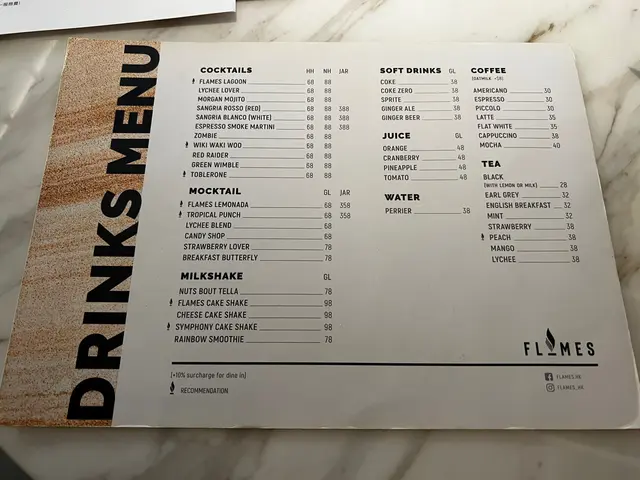 DRINKS MENU
COCKTAILS HH NH JAR
FLAMES LAGOON 68 88
LYCHEE LOVER 68 88
MORGAN MOJITO 68 88
SANGRIA ROSSO (RED) 68 88 388
SANGRIA BLANCO (WHITE) 68 88 388
ESPRESSO SMOKE MARTINI 68 88 388
ZOMBIE 68 88
WIKI WAKI WOO 68 88
RED RAIDER 68 88
GREEN WIMBLE 68 88
TOBLERONE 68 88
MOCKTAIL GL JAR
FLAMES LEMONADA 68 358
TROPICAL PUNCH 68 358
LYCHEE BLEND 68
CANDY SHOP 68
STRAWBERRY LOVER 78
BREAKFAST BUTTERFLY 78
MILKSHAKE GL
NUTS BOUT TELLA 78
FLAMES CAKE SHAKE 98
CHEESE CAKE SHAKE 98
SYMPHONY CAKE SHAKE 98
RAINBOW SMOOTHIE 78
SOFT DRINKS GL
COKE 38
COKE ZERO 38
SPRITE 38
GINGER ALE 38
GINGER BEER 38
JUICE GL
ORANGE 48
CRANBERRY 48
PINEAPPLE 48
TOMATO 48
WATER
PERRIER 38
COFFEE
AMERICANO 30
ESPRESSO 30
PICCOLO 30
LATTE 35
FLAT WHITE 35
CAPPUCCINO 38
MOCHA 40
TEA
BLACK
(WITH LEMON OR MILK) 28
EARL GREY 32
ENGLISH BREAKFAST 32
MINT 32
STRAWBERRY 38
PEACH 38
MANGO 38
LYCHEE 38
(+10% surcharge for dine in)
RECOMMENDATION
FLAMES
FLAMES.HK
FLAMES_HK